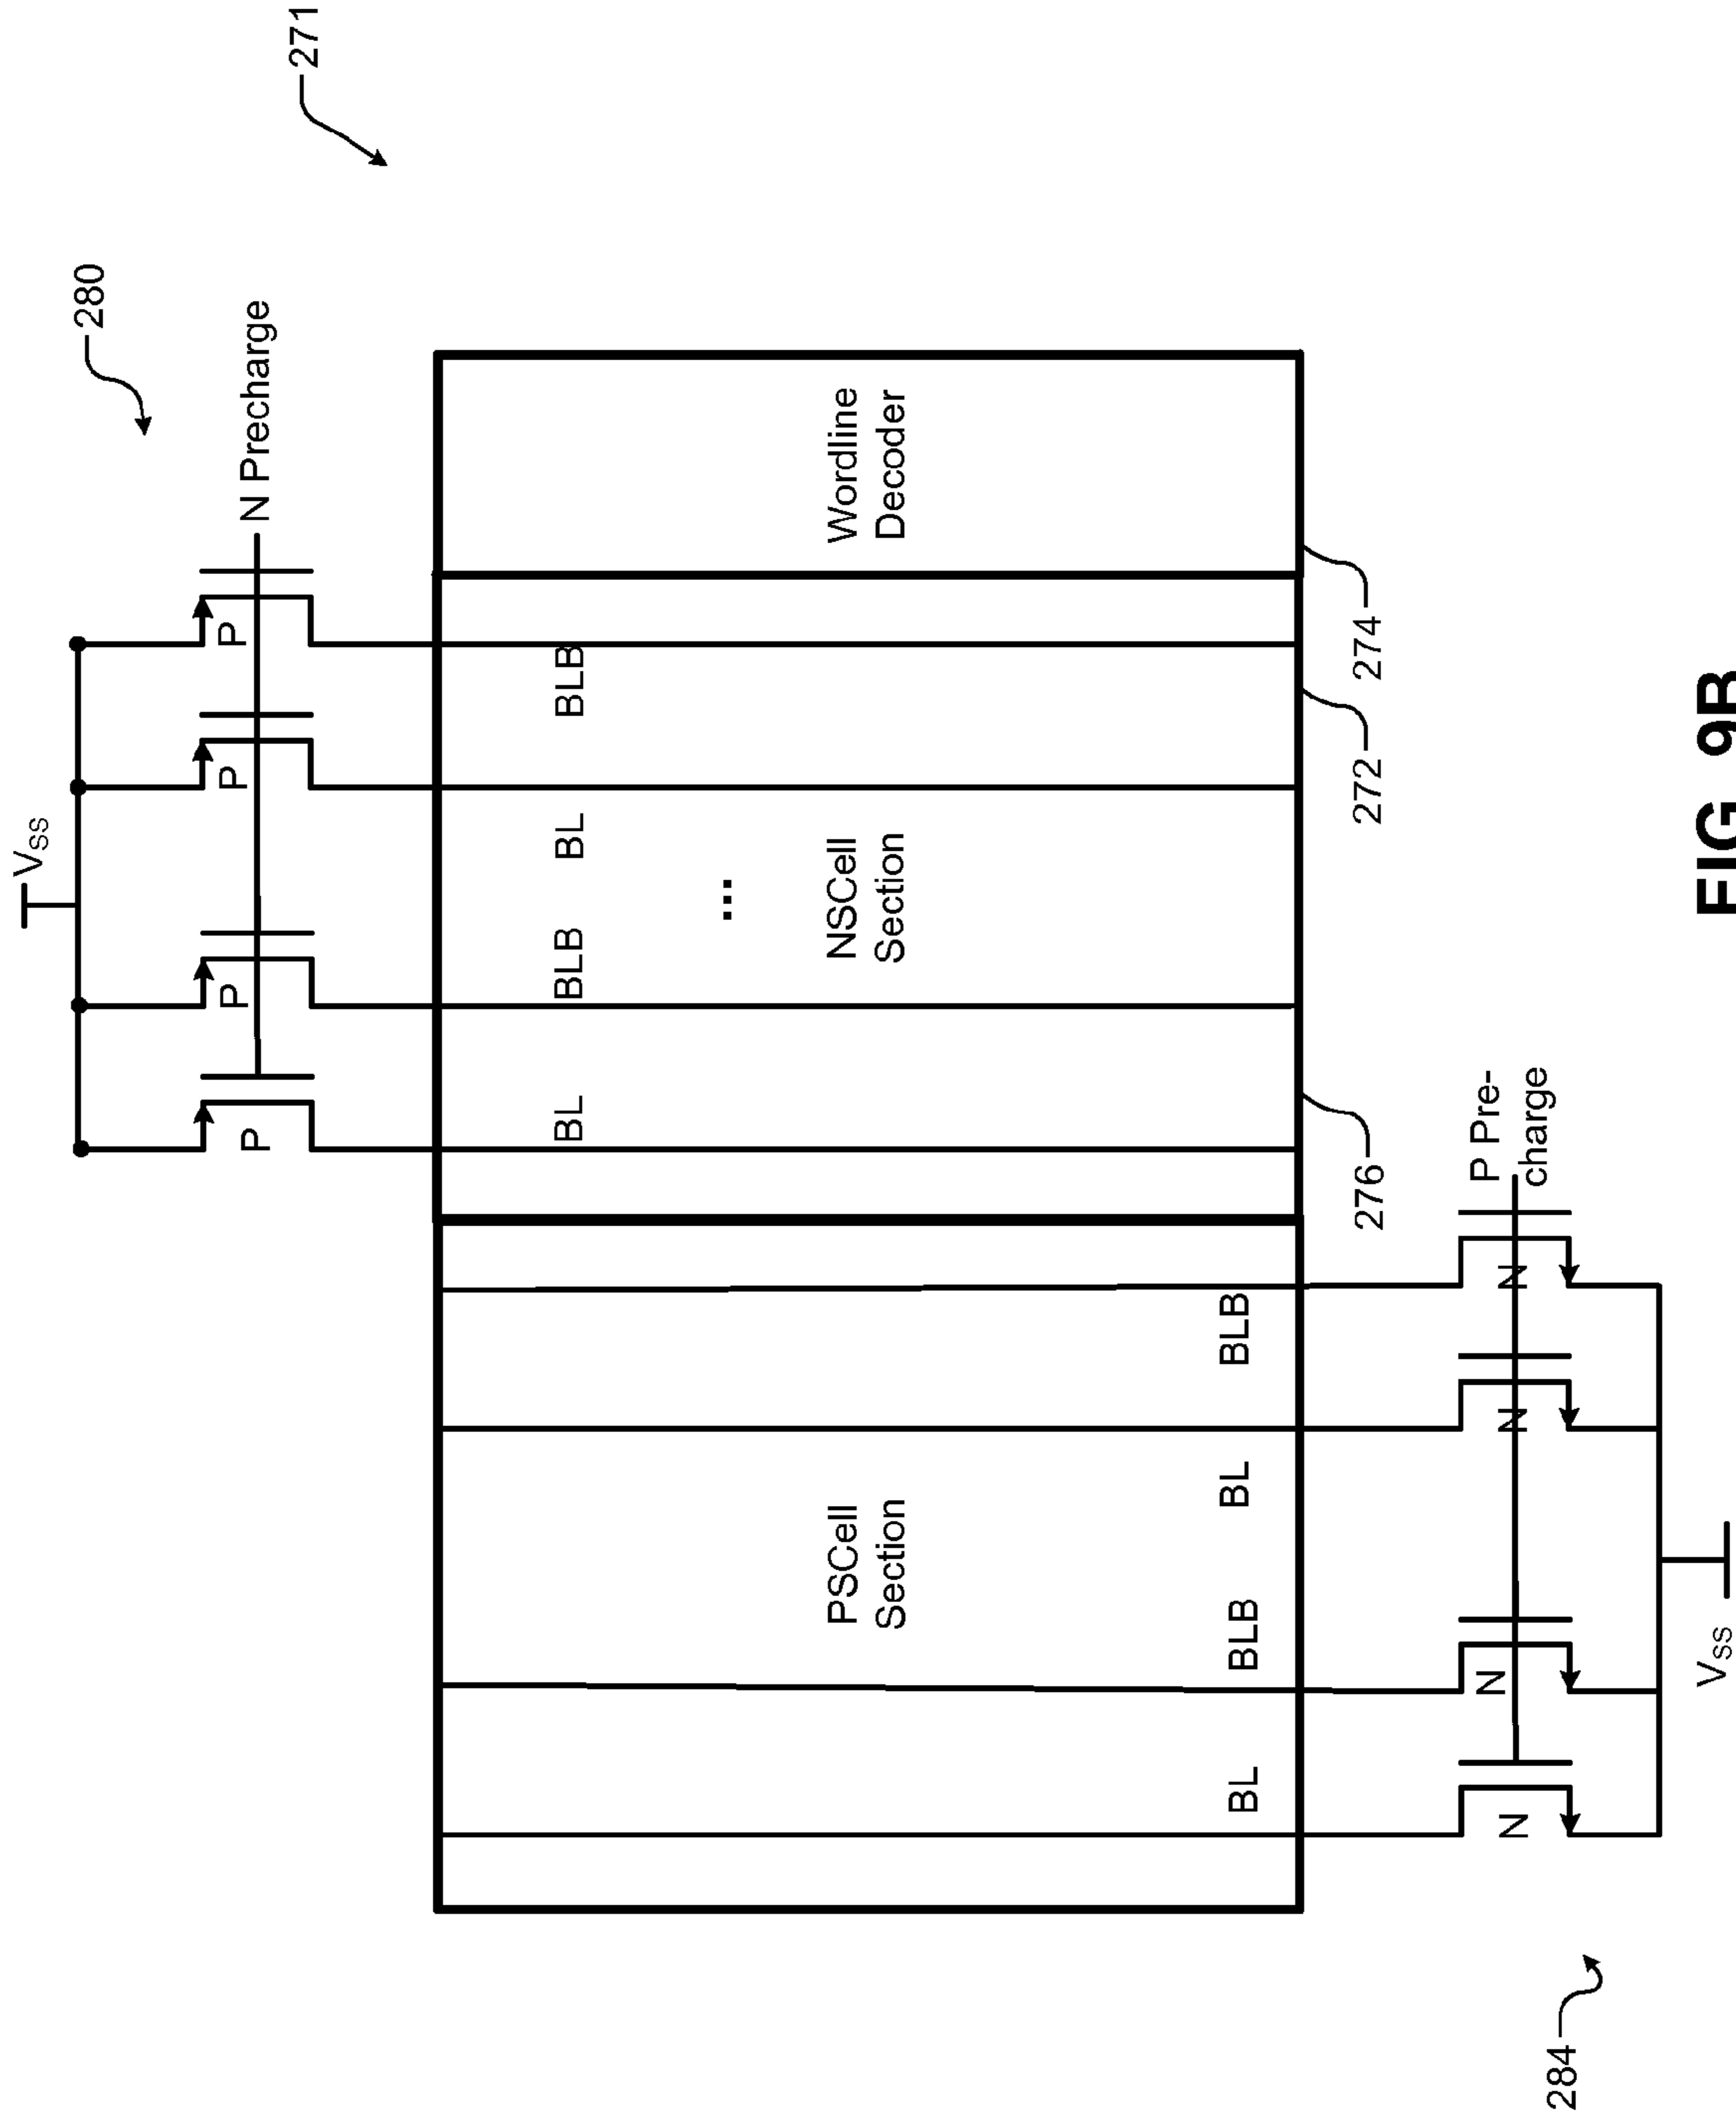 VSS
280
N Precharge
P
P
P
P
271
BL
BLB
BL
BLB
...
PSCell
Section
NSCell
Section
Wordline
Decoder
BL
BLB
BL
BLB
276
272
274
N
N
N
N
P Pre-
charge
284
VSS
FIG 9B